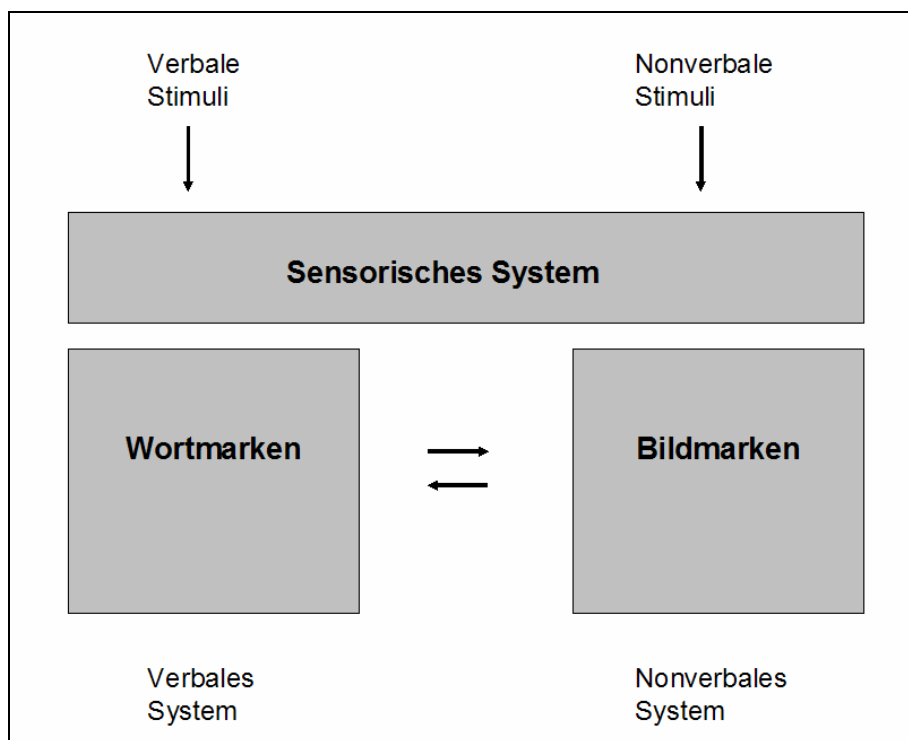 Verbale
Stimuli
Nonverbale
Stimuli
Sensorisches System
Wortmarken
Bildmarken
Verbales
System
Nonverbales
System